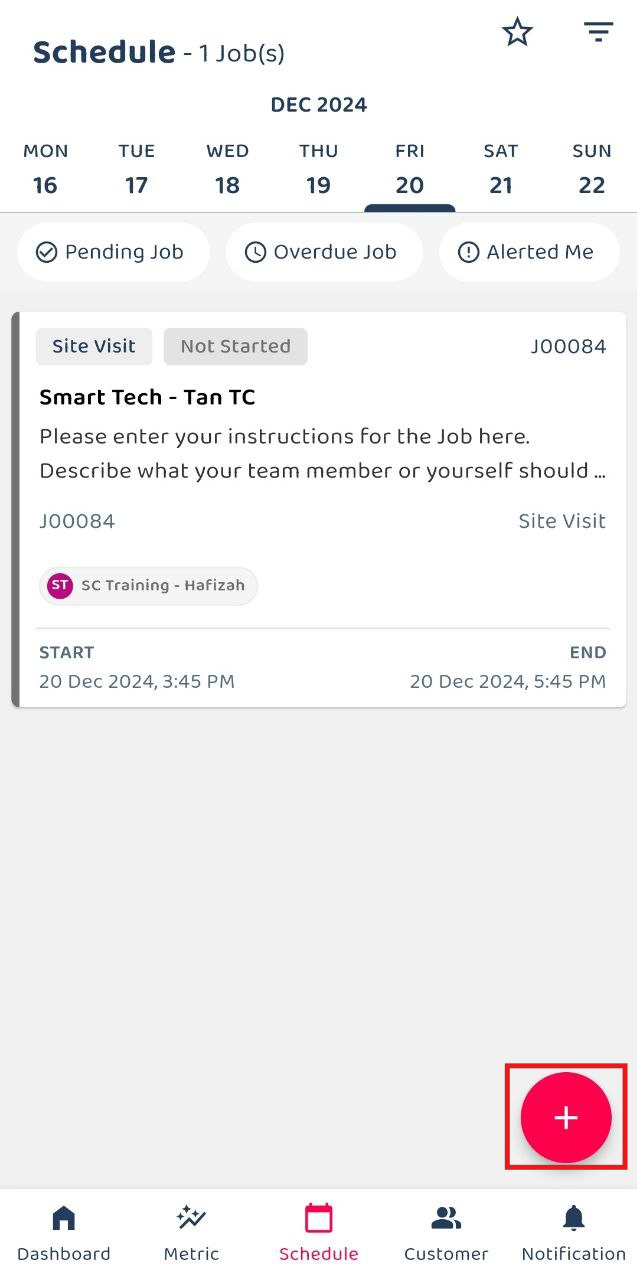 Schedule - 1 Job(s)
DEC 2024
MON TUE WED THU FRI SAT SUN
16 17 18 19 20 21 22
Pending Job Overdue Job Alerted Me
Site Visit Not Started J00084
Smart Tech - Tan TC
Please enter your instructions for the Job here.
Describe what your team member or yourself should ...
J00084 Site Visit
ST SC Training - Hafizah
START END
20 Dec 2024, 3:45 PM 20 Dec 2024, 5:45 PM
+
Dashboard Metric Schedule Customer Notification